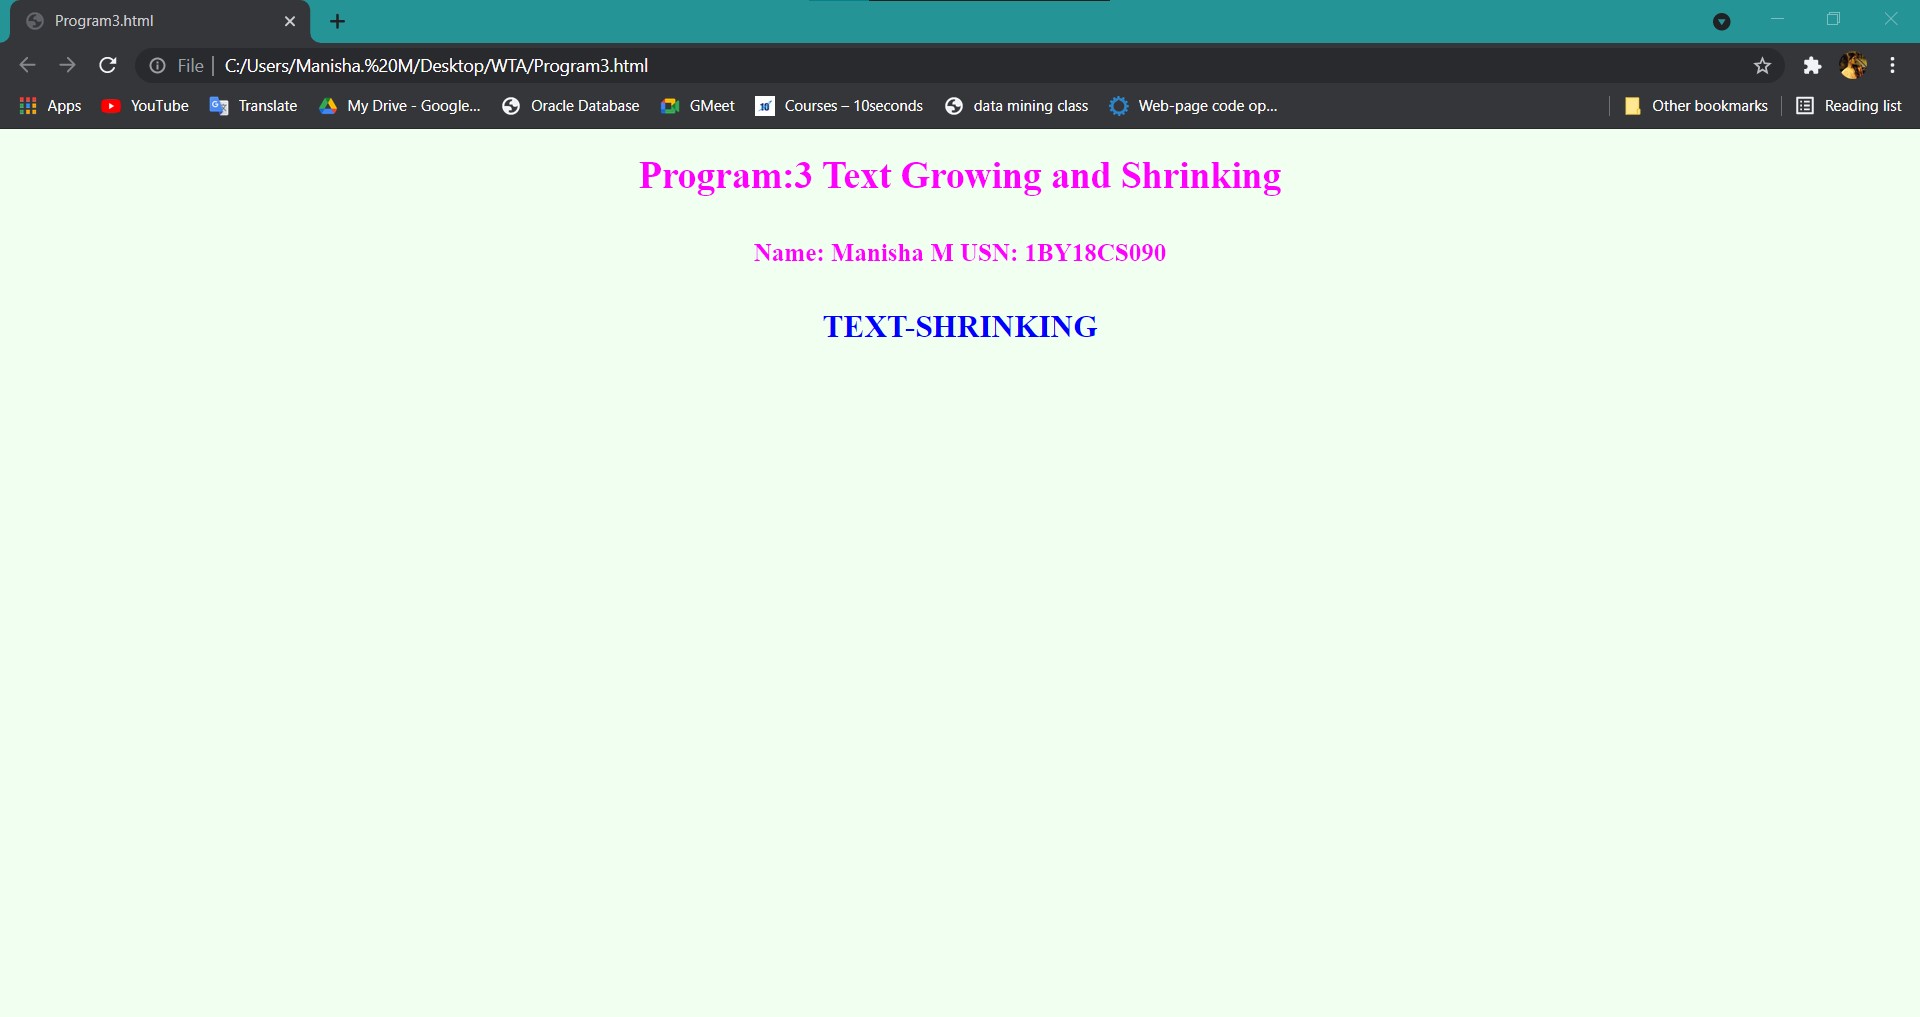 Program3.html
File | C:/Users/Manisha.%20M/Desktop/WTA/Program3.html
Apps YouTube Translate My Drive - Google... Oracle Database GMeet 10s Courses – 10seconds data mining class Web-page code op... Other bookmarks Reading list
Program:3 Text Growing and Shrinking
Name: Manisha M USN: 1BY18CS090
TEXT-SHRINKING